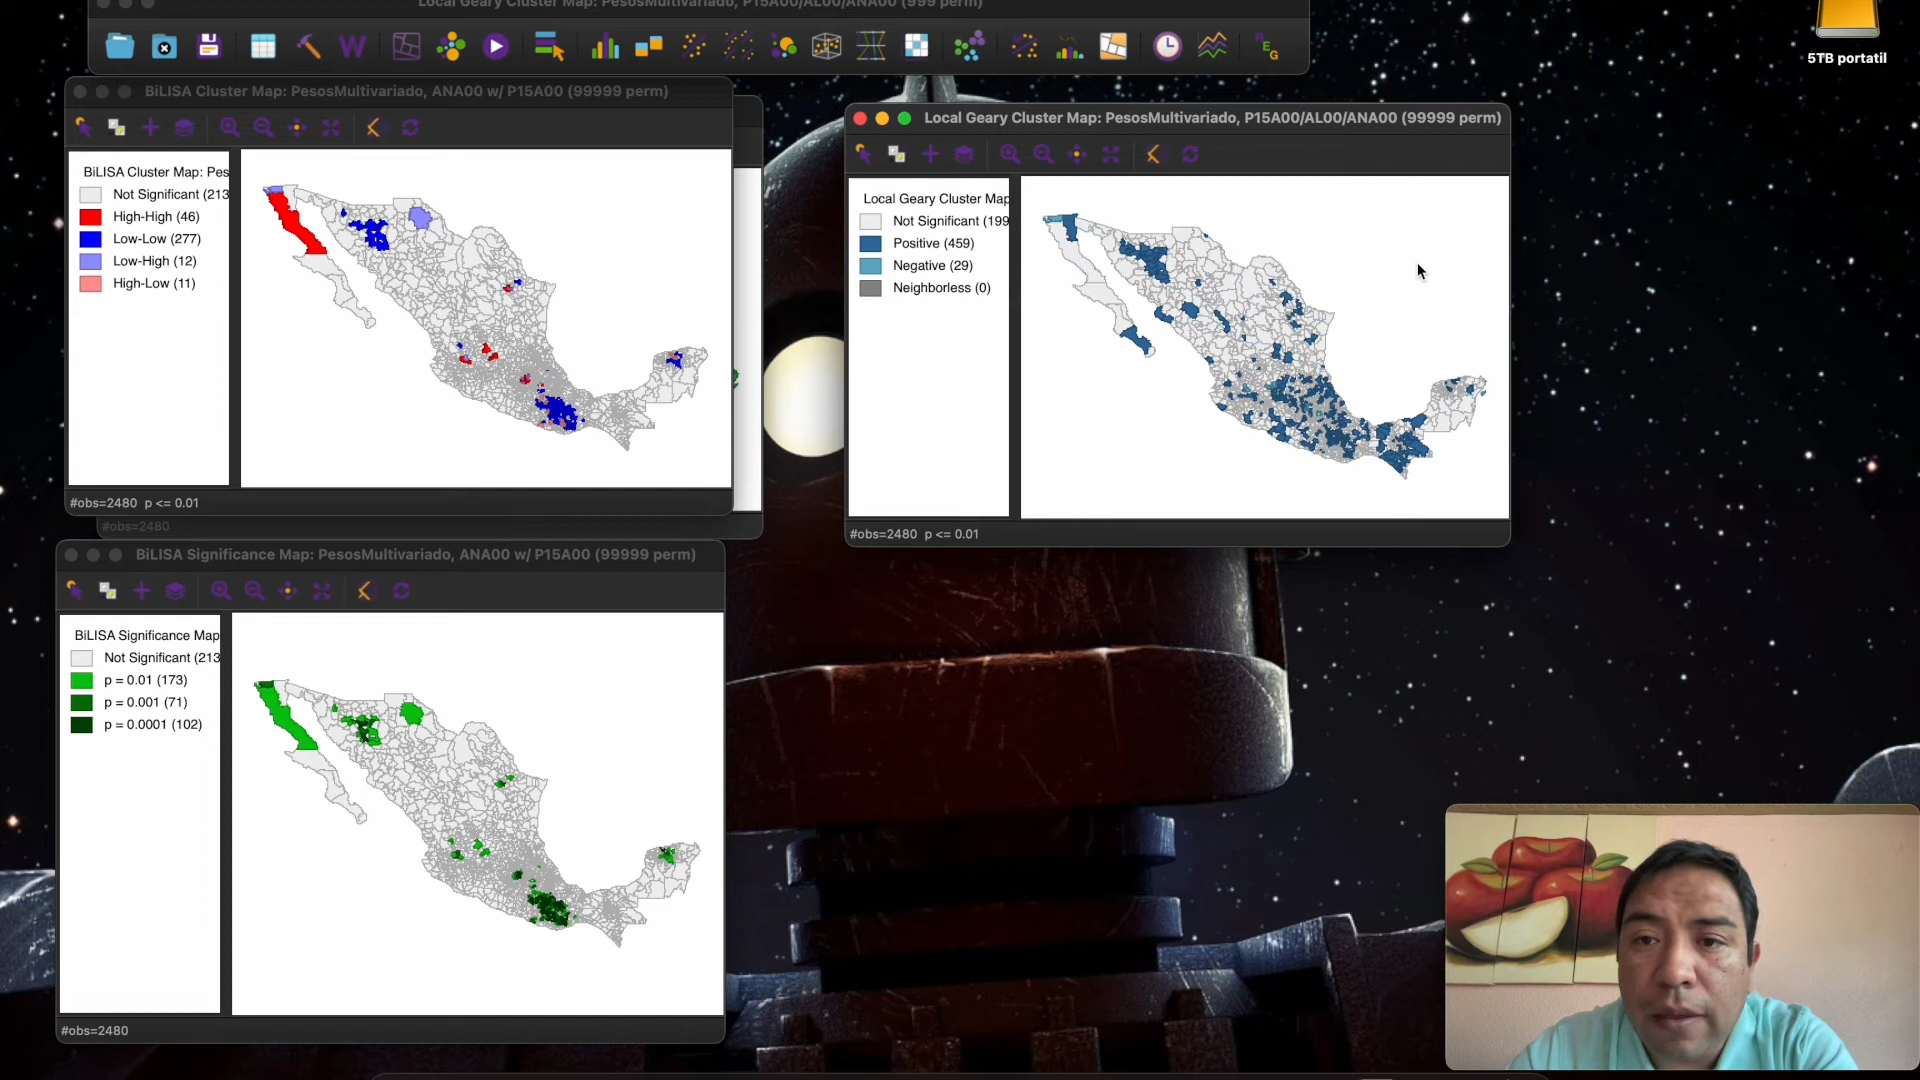 Local Geary Cluster Map: PesosMultivariado, P15A00/AL00/ANA00 (999 perm)
5TB portatil
BiLISA Cluster Map: PesosMultivariado, ANA00 w/ P15A00 (99999 perm)
BiLISA Cluster Map: Pes
Not Significant (213
High-High (46)
Low-Low (277)
Low-High (12)
High-Low (11)
#obs=2480 p <= 0.01
#obs=2480
Local Geary Cluster Map: PesosMultivariado, P15A00/AL00/ANA00 (99999 perm)
Local Geary Cluster Map
Not Significant (199
Positive (459)
Negative (29)
Neighborless (0)
#obs=2480 p <= 0.01
BiLISA Significance Map: PesosMultivariado, ANA00 w/ P15A00 (99999 perm)
BiLISA Significance Map
Not Significant (213
p = 0.01 (173)
p = 0.001 (71)
p = 0.0001 (102)
#obs=2480